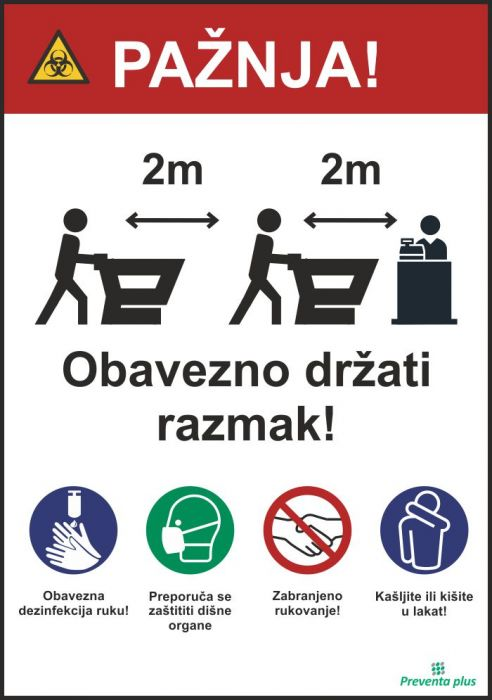 PAŽNJA!
2m 2m
Obavezno držati
razmak!
Obavezna
dezinfekcija ruku!
Preporuča se
zaštititi dišne
organe
Zabranjeno
rukovanje!
Kašljite ili kišite
u lakat!
Preventa plus